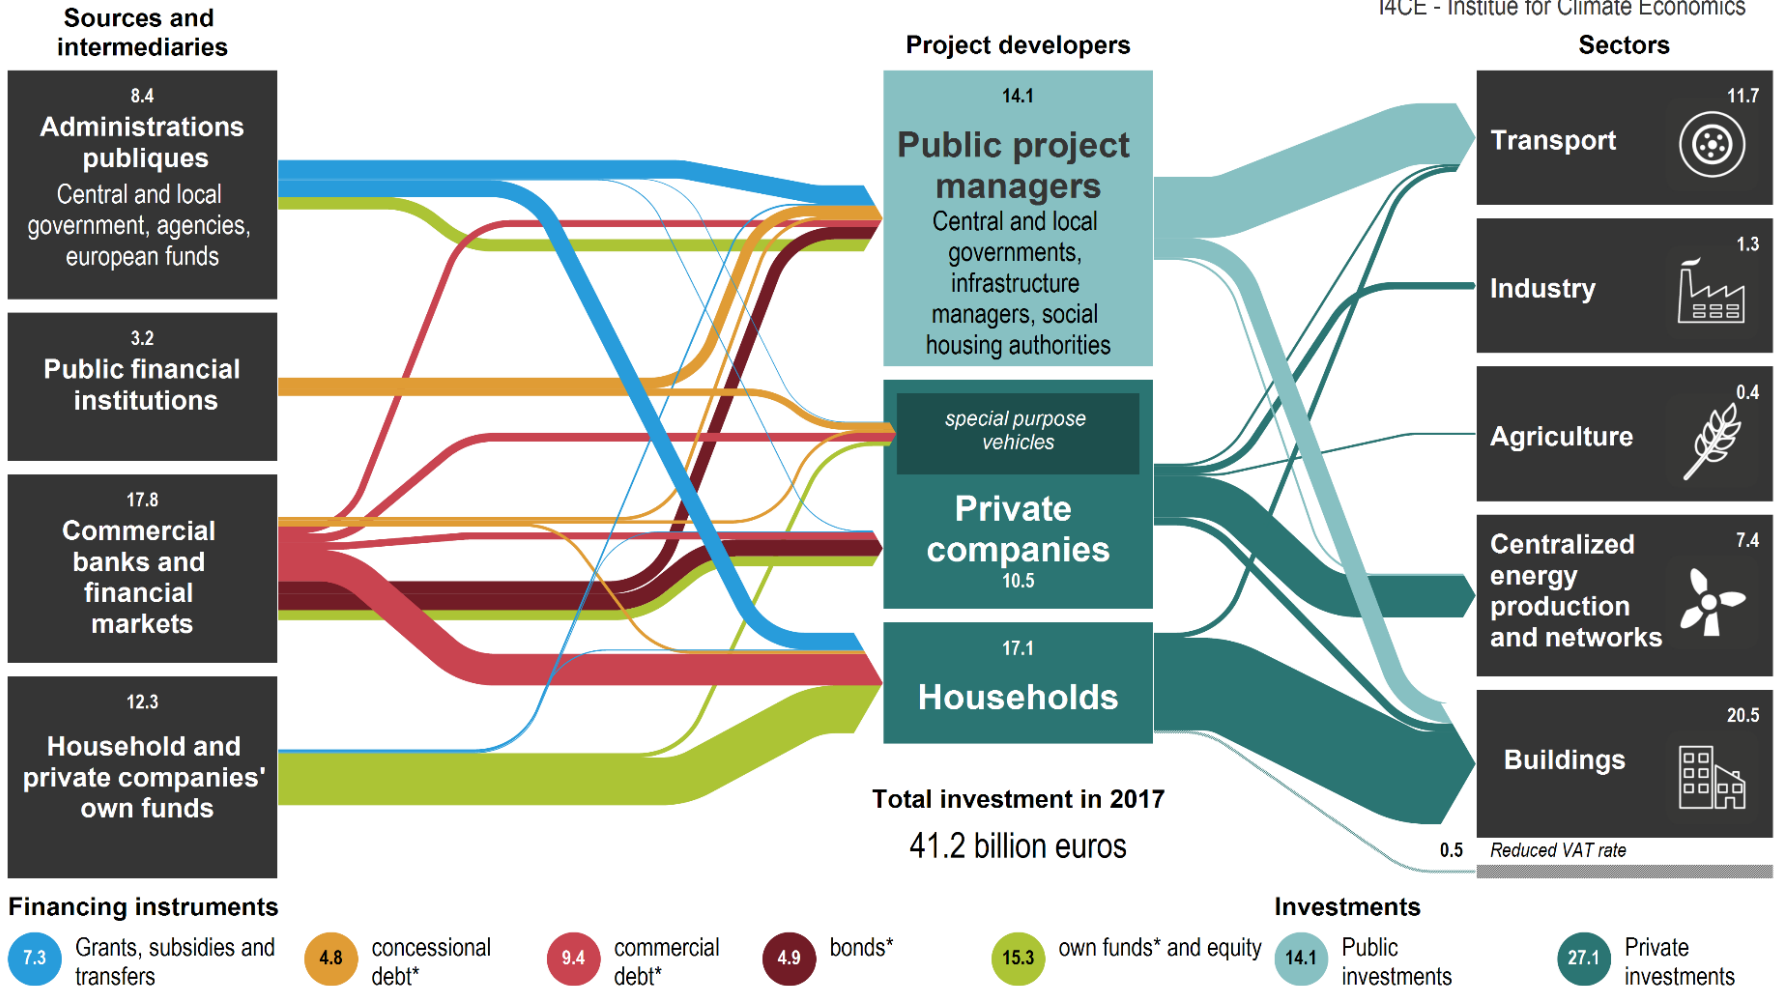 I4CE - Institue for Climate Economics
Sources and
intermediaries
Project developers
Sectors
8.4
Administrations
publiques
Central and local
government, agencies,
european funds
3.2
Public financial
institutions
17.8
Commercial
banks and
financial
markets
12.3
Household and
private companies'
own funds
14.1
Public project
managers
Central and local
governments,
infrastructure
managers, social
housing authorities
special purpose
vehicles
Private
companies
10.5
17.1
Households
Total investment in 2017
41.2 billion euros
11.7
Transport
1.3
Industry
0.4
Agriculture
7.4
Centralized
energy
production
and networks
20.5
Buildings
0.5 Reduced VAT rate
Financing instruments
7.3 Grants, subsidies and
transfers
4.8 concessional
debt*
9.4 commercial
debt*
4.9 bonds*
15.3 own funds* and equity
Investments
14.1 Public
investments
27.1 Private
investments